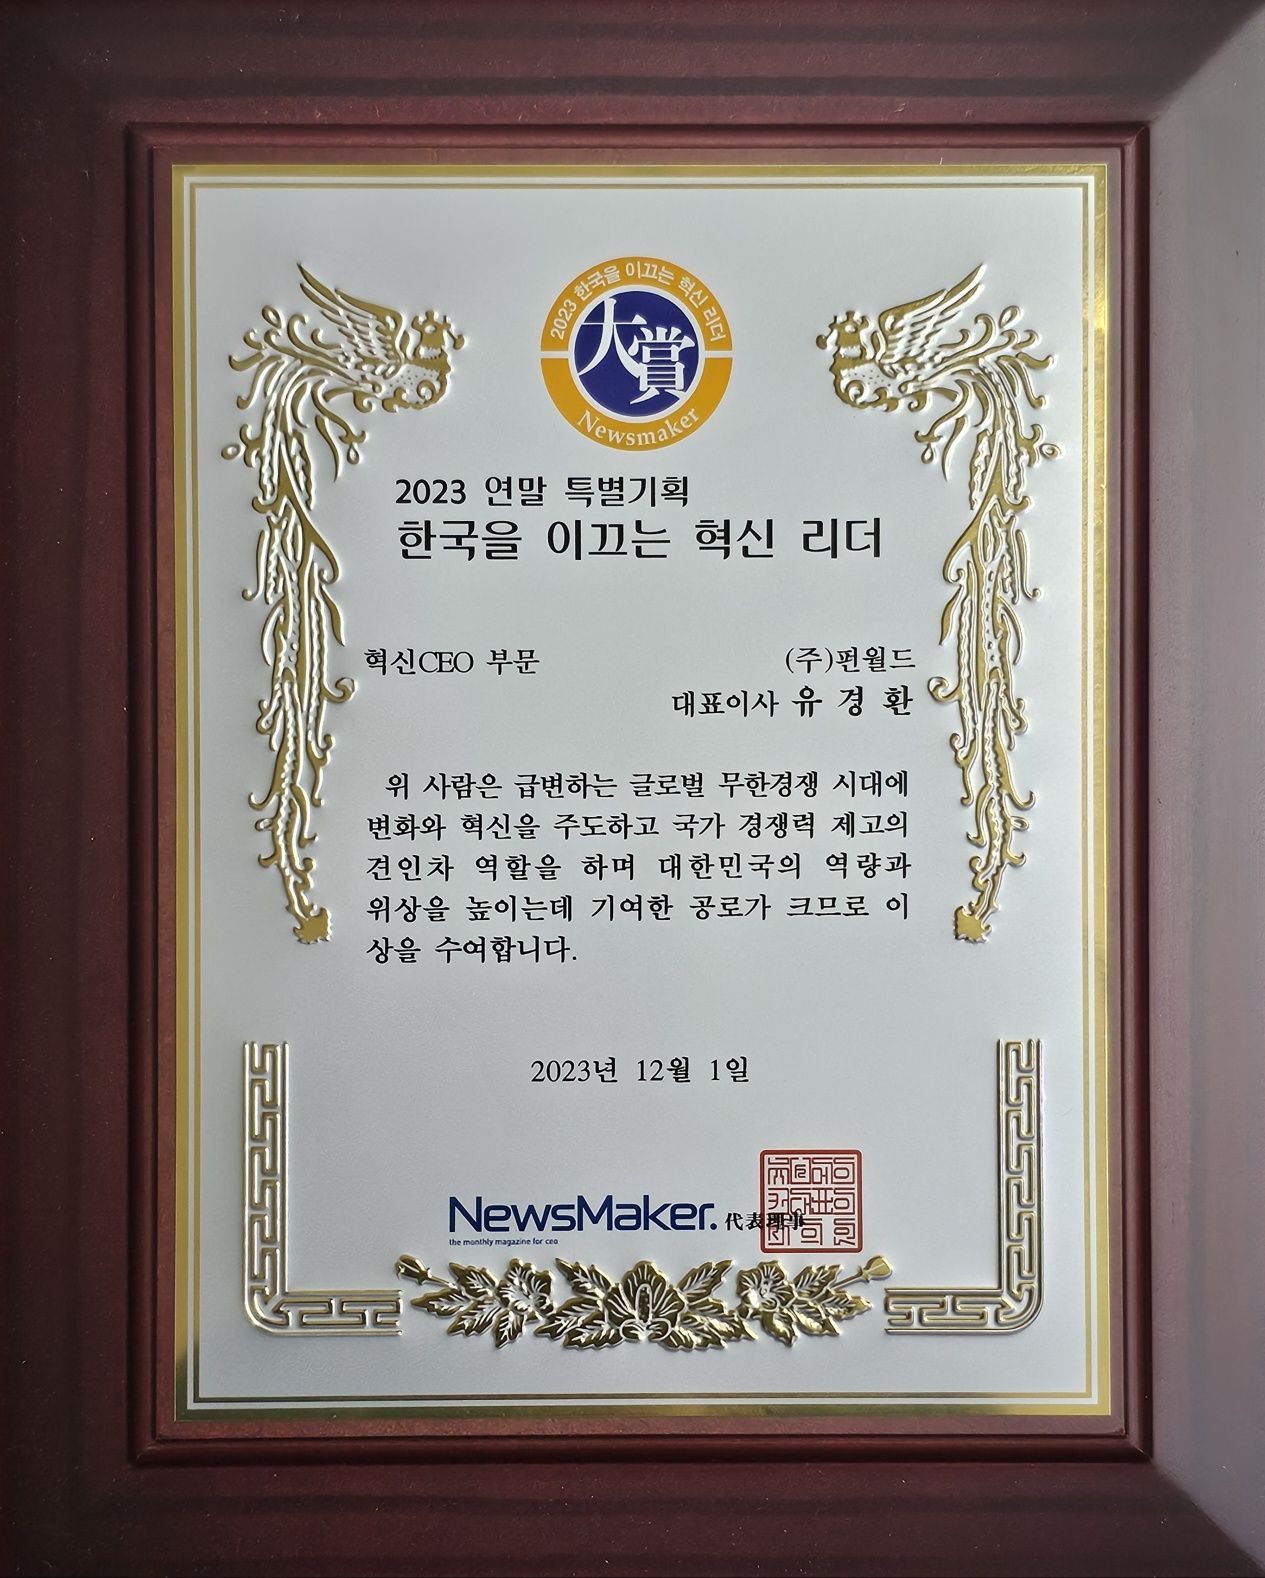 2023 한국을 이끄는 혁신 리더
大賞
Newsmaker
2023 연말 특별기획
한국을 이끄는 혁신 리더
혁신CEO 부문
(주)펀월드
대표이사 유 경 환
위 사람은 급변하는 글로벌 무한경쟁 시대에
변화와 혁신을 주도하고 국가 경쟁력 제고의
견인차 역할을 하며 대한민국의 역량과
위상을 높이는데 기여한 공로가 크므로 이
상을 수여합니다.
2023년 12월 1일
NewsMaker. 代表理事
the monthly magazine for ceo